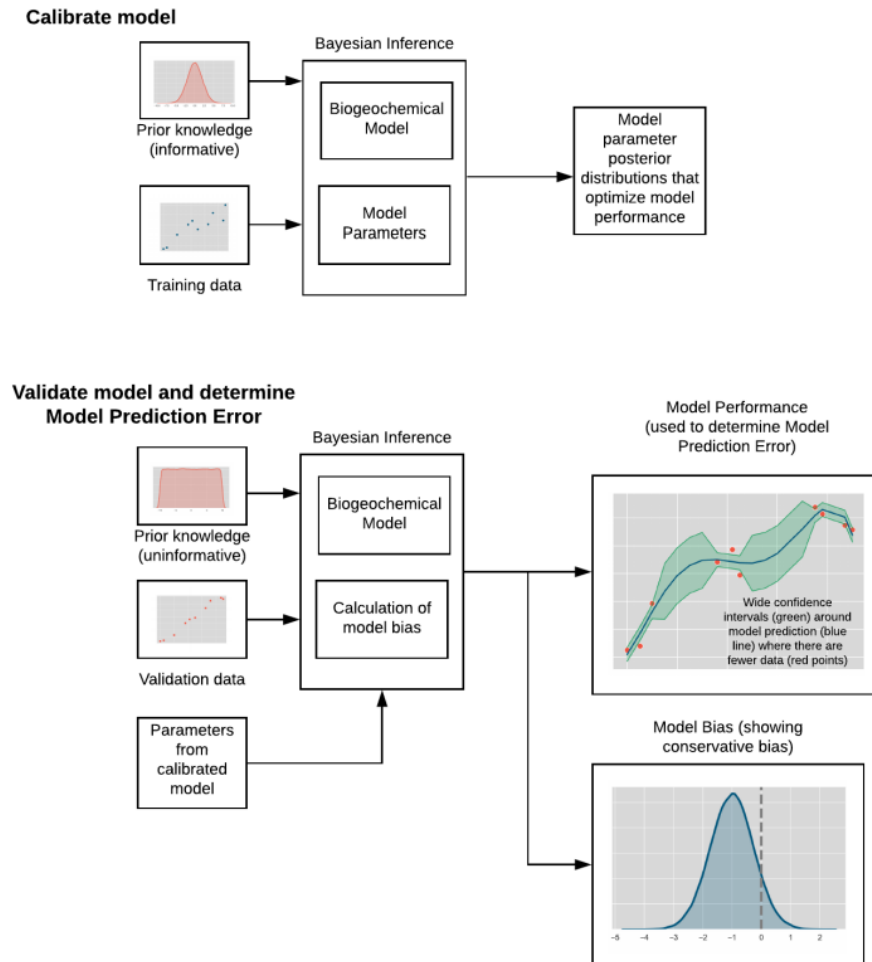 Calibrate model
Bayesian Inference
Prior knowledge
(informative)
Training data
Biogeochemical
Model
Model
Parameters
Model
parameter
posterior
distributions that
optimize model
performance
Validate model and determine
Model Prediction Error
Bayesian Inference
Prior knowledge
(uninformative)
Validation data
Parameters
from
calibrated
model
Biogeochemical
Model
Calculation of
model bias
Model Performance
(used to determine Model
Prediction Error)
Wide confidence
intervals (green) around
model prediction (blue
line) where there are
fewer data (red points)
Model Bias (showing
conservative bias)
-5 -4 -3 -2 -1 0 1 2